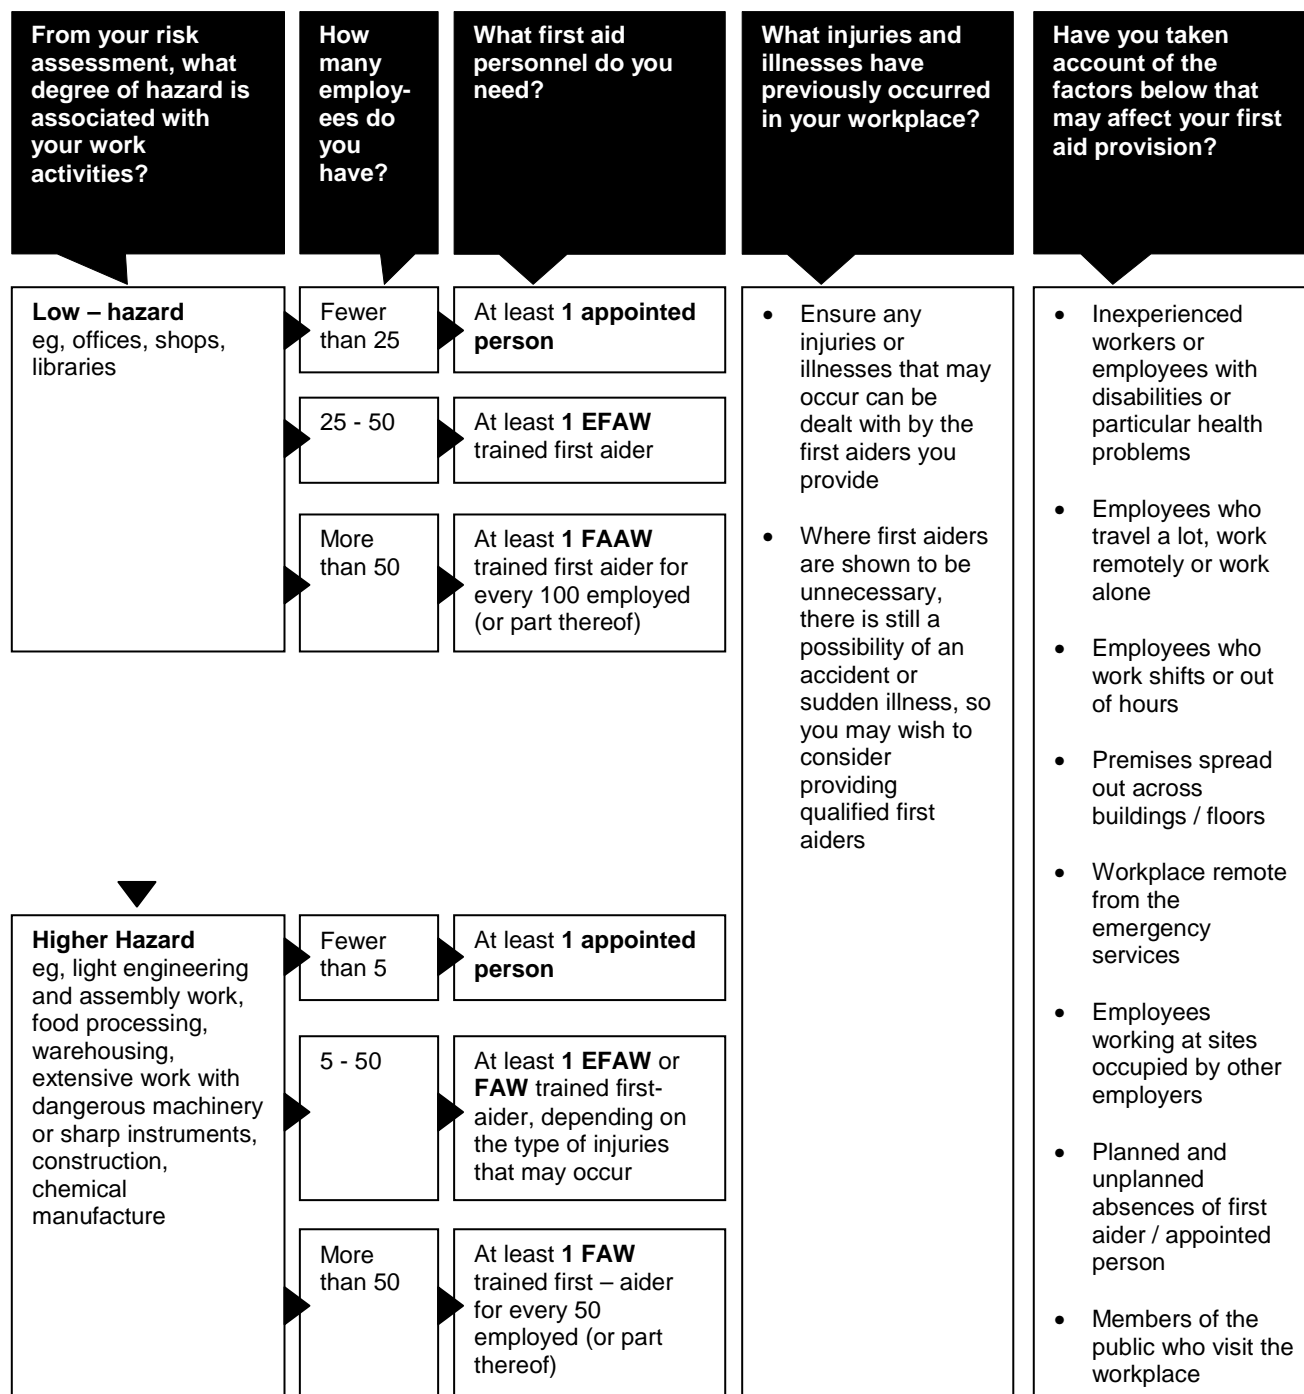 From your risk
assessment, what
degree of hazard is
associated with
your work
activities?
How
many
employ-
ees do
you
have?
What first aid
personnel do you
need?
What injuries and
illnesses have
previously occurred
in your workplace?
Have you taken
account of the
factors below that
may affect your first
aid provision?
Low – hazard
eg, offices, shops,
libraries
Fewer
than 25
At least 1 appointed
person
25 - 50
At least 1 EFAW
trained first aider
More
than 50
At least 1 FAAW
trained first aider for
every 100 employed
(or part thereof)
Higher Hazard
eg, light engineering
and assembly work,
food processing,
warehousing,
extensive work with
dangerous machinery
or sharp instruments,
construction,
chemical
manufacture
Fewer
than 5
At least 1 appointed
person
5 - 50
At least 1 EFAW or
FAW trained first-
aider, depending on
the type of injuries
that may occur
More
than 50
At least 1 FAW
trained first – aider
for every 50
employed (or part
thereof)
• Ensure any
injuries or
illnesses that may
occur can be
dealt with by the
first aiders you
provide
• Where first aiders
are shown to be
unnecessary,
there is still a
possibility of an
accident or
sudden illness, so
you may wish to
consider
providing
qualified first
aiders
• Inexperienced
workers or
employees with
disabilities or
particular health
problems
• Employees who
travel a lot, work
remotely or work
alone
• Employees who
work shifts or out
of hours
• Premises spread
out across
buildings / floors
• Workplace remote
from the
emergency
services
• Employees
working at sites
occupied by other
employers
• Planned and
unplanned
absences of first
aider / appointed
person
• Members of the
public who visit the
workplace